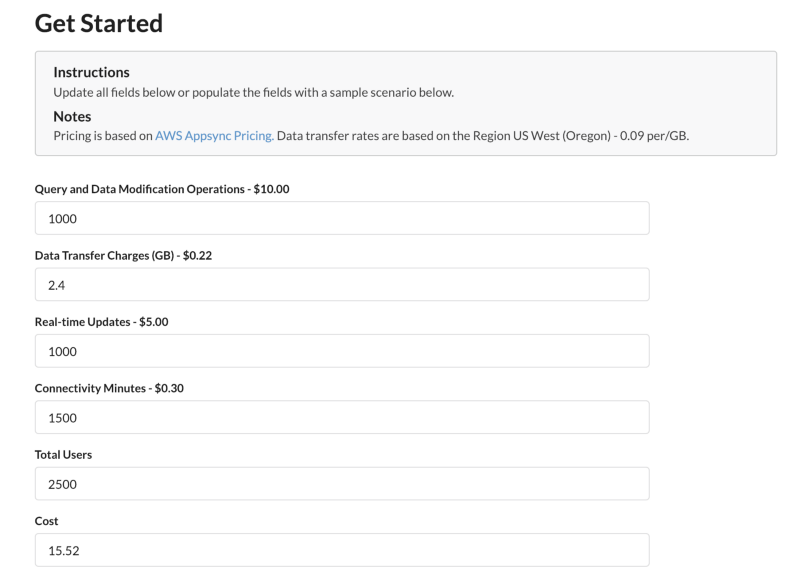 Get Started
Instructions
Update all fields below or populate the fields with a sample scenario below.
Notes
Pricing is based on AWS Appsync Pricing. Data transfer rates are based on the Region US West (Oregon) - 0.09 per/GB.
Query and Data Modification Operations - $10.00
1000
Data Transfer Charges (GB) - $0.22
2.4
Real-time Updates - $5.00
1000
Connectivity Minutes - $0.30
1500
Total Users
2500
Cost
15.52